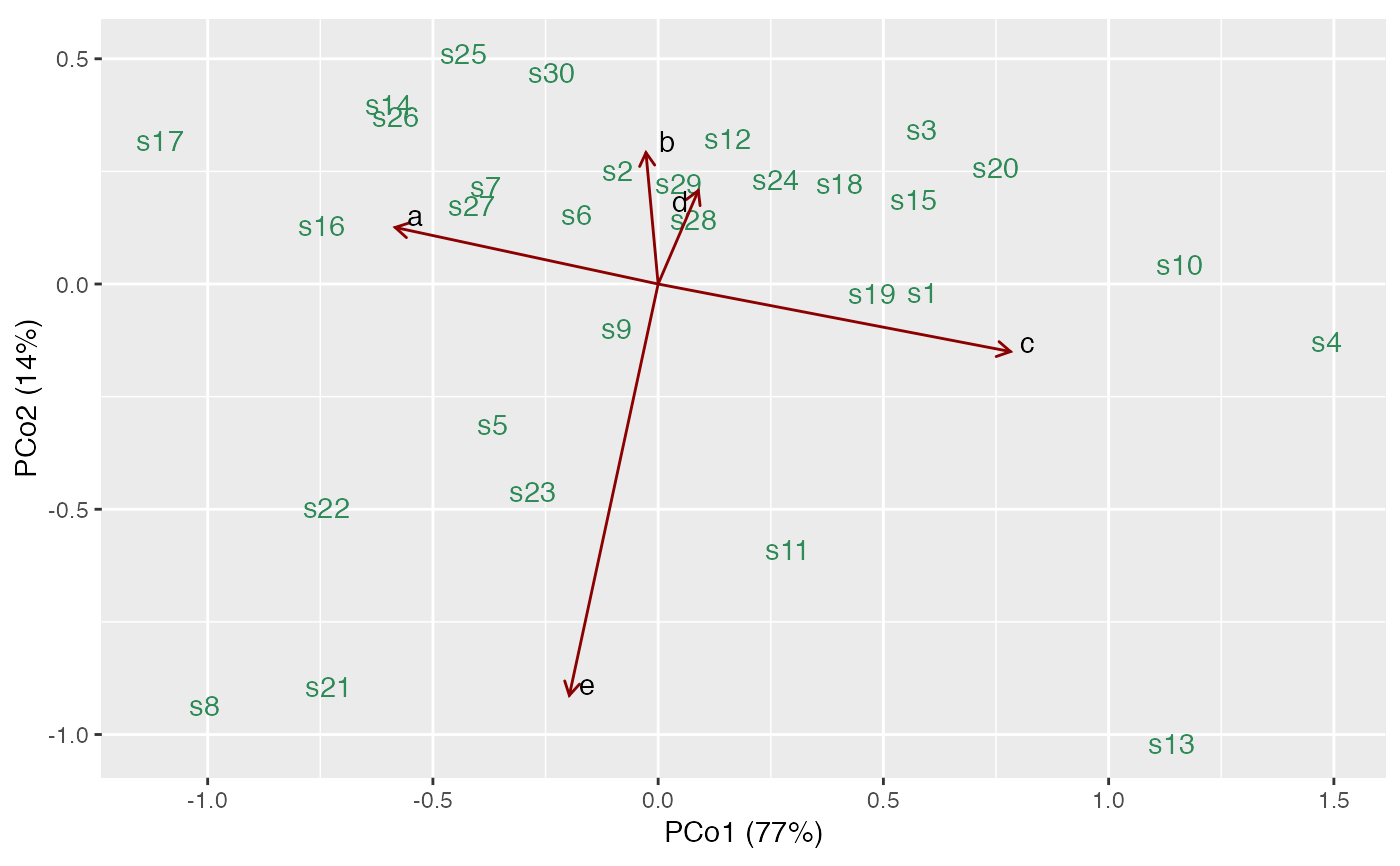 0.5
0.0
-0.5
-1.0
PCo2 (14%)
s25
s30
s14
s26
s17
b
s12
s3
s2
s20
s7
s29
s24
s18
s27
d
s15
a
s6
s16
s28
s10
s19
s1
s9
c
s4
s5
s23
s22
s11
e
s21
s8
s13
-1.0 -0.5 0.0 0.5 1.0 1.5
PCo1 (77%)